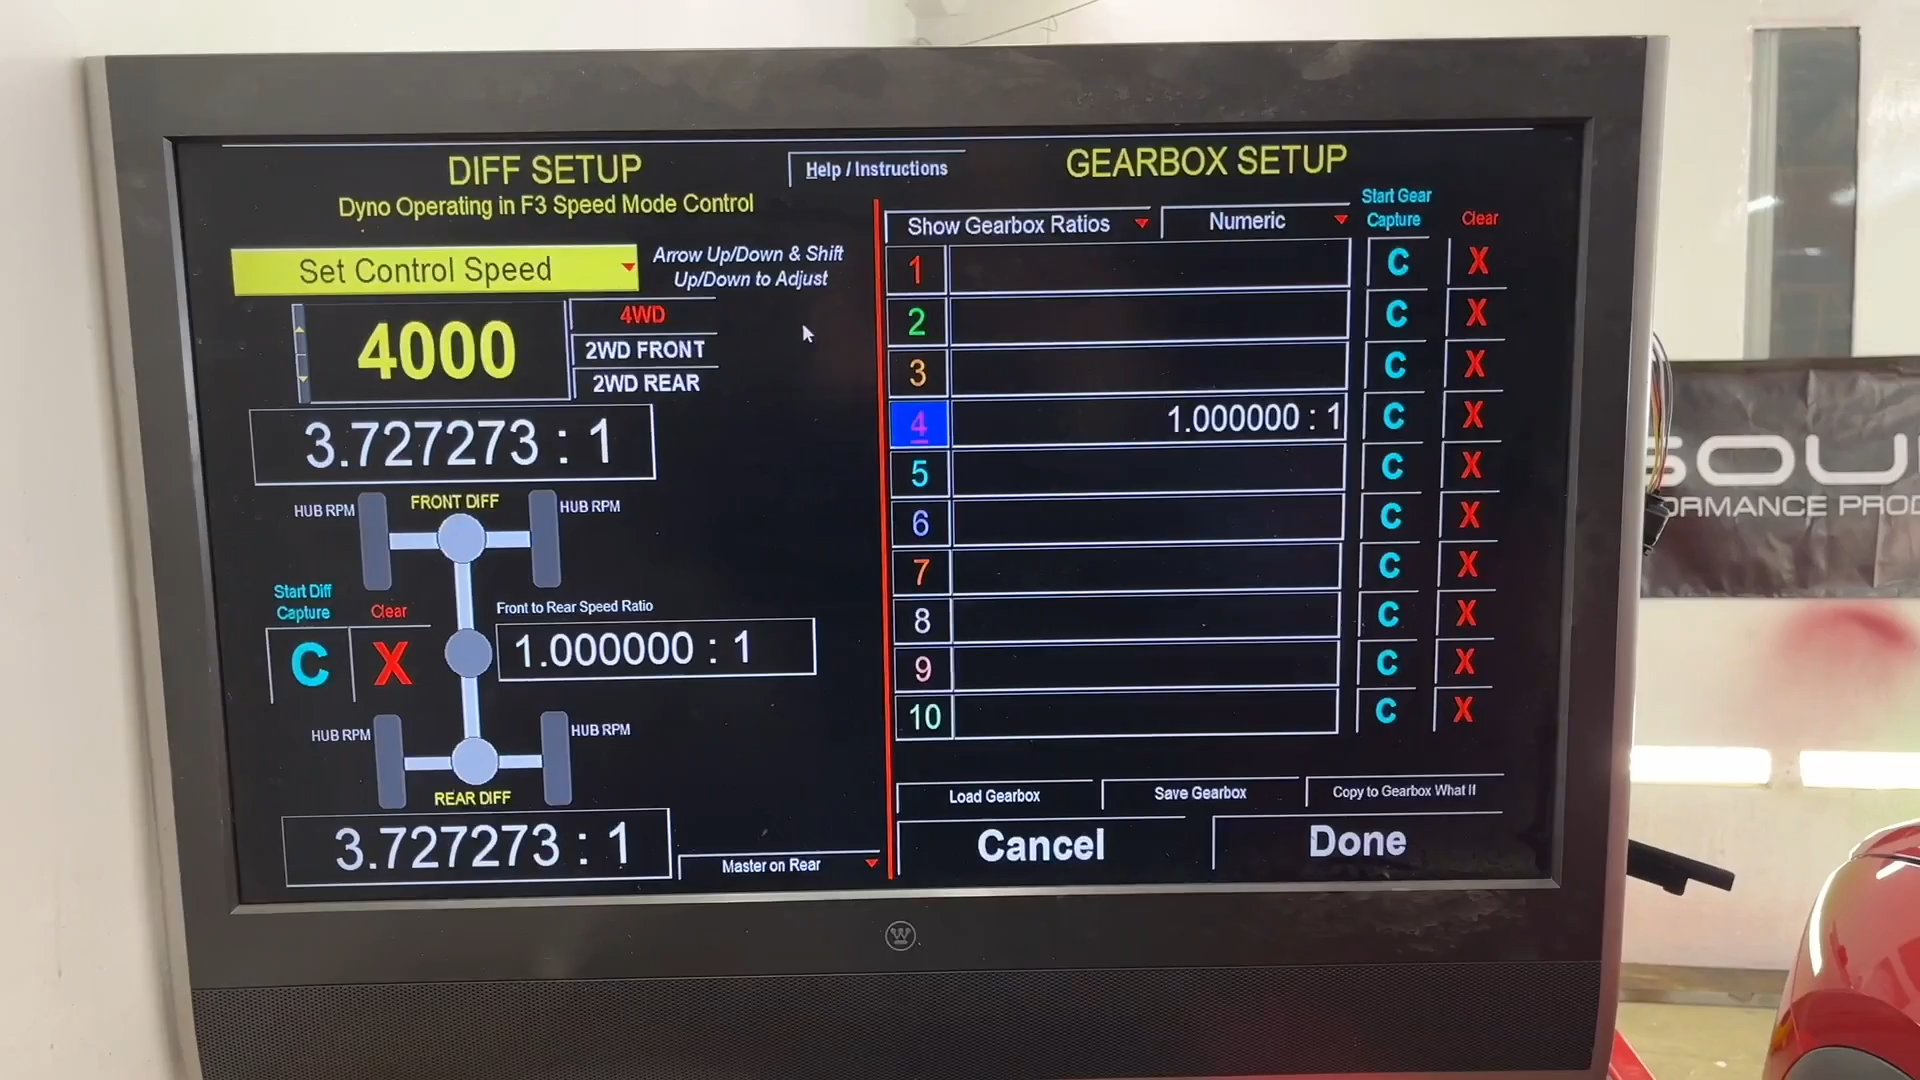 DIFF SETUP
Dyno Operating in F3 Speed Mode Control
Help / Instructions
Set Control Speed
Arrow Up/Down & Shift
Up/Down to Adjust
4000
4WD
2WD FRONT
2WD REAR
3.727273 : 1
HUB RPM
FRONT DIFF
HUB RPM
Start Diff
Capture
Clear
C
X
Front to Rear Speed Ratio
1.000000 : 1
HUB RPM
HUB RPM
REAR DIFF
3.727273 : 1
Master on Rear
GEARBOX SETUP
Show Gearbox Ratios
Numeric
Start Gear
Capture
Clear
1 C X
2 C X
3 C X
4 1.000000 : 1 C X
5 C X
6 C X
7 C X
8 C X
9 C X
10 C X
Load Gearbox
Save Gearbox
Copy to Gearbox What If
Cancel
Done
W
SOU
ORMANCE PROD